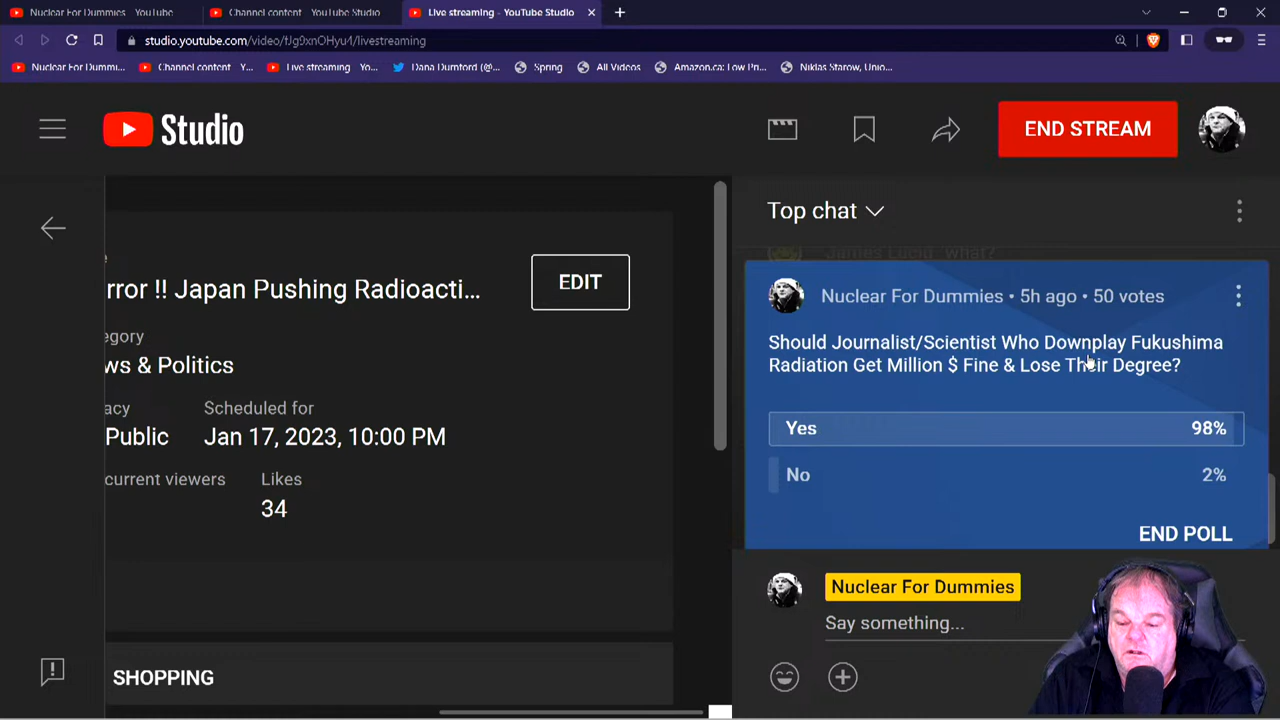 Nuclear For Dummies - YouTube
Channel content - YouTube Studio
Live streaming - YouTube Studio
studio.youtube.com/video/fJg9xnOHyu4/livestreaming
Nuclear For Dummi...
Channel content - Y...
Live streaming - Yo...
Dana Durnford (@...
Spring
All Videos
Amazon.ca: Low Pri...
Niklas Starow, Unio...
Studio
END STREAM
Top chat
James Lucid what?
rror !! Japan Pushing Radioacti...
EDIT
egory
ws & Politics
acy
Scheduled for
Public
Jan 17, 2023, 10:00 PM
current viewers
Likes
34
SHOPPING
Nuclear For Dummies • 5h ago • 50 votes
Should Journalist/Scientist Who Downplay Fukushima
Radiation Get Million $ Fine & Lose Their Degree?
Yes 98%
No 2%
END POLL
Nuclear For Dummies
Say something...